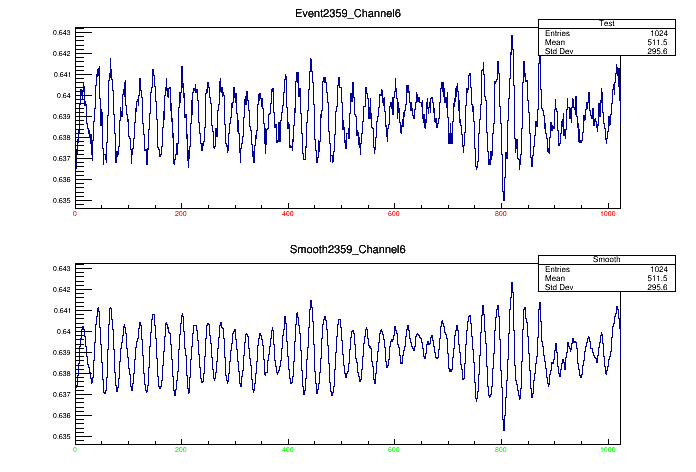 Event2359_Channel6
Test
Entries 1024
Mean 511.5
Std Dev 295.6
0.643
0.642
0.641
0.64
0.639
0.638
0.637
0.636
0.635
0 200 400 600 800 1000
Smooth2359_Channel6
Smooth
Entries 1024
Mean 511.5
Std Dev 295.6
0.643
0.642
0.641
0.64
0.639
0.638
0.637
0.636
0.635
0 200 400 600 800 1000